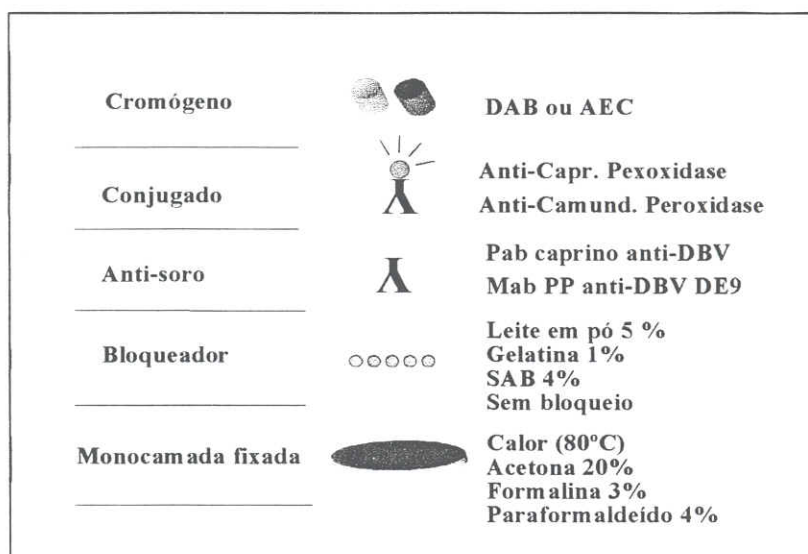 Cromógeno
DAB ou AEC
Conjugado
Anti-Capr. Pexoxidase
Anti-Camund. Peroxidase
Anti-soro
Pab caprino anti-DBV
Mab PP anti-DBV DE9
Bloqueador
Leite em pó 5 %
Gelatina 1%
SAB 4%
Sem bloqueio
Monocamada fixada
Calor (80ºC)
Acetona 20%
Formalina 3%
Paraformaldeído 4%